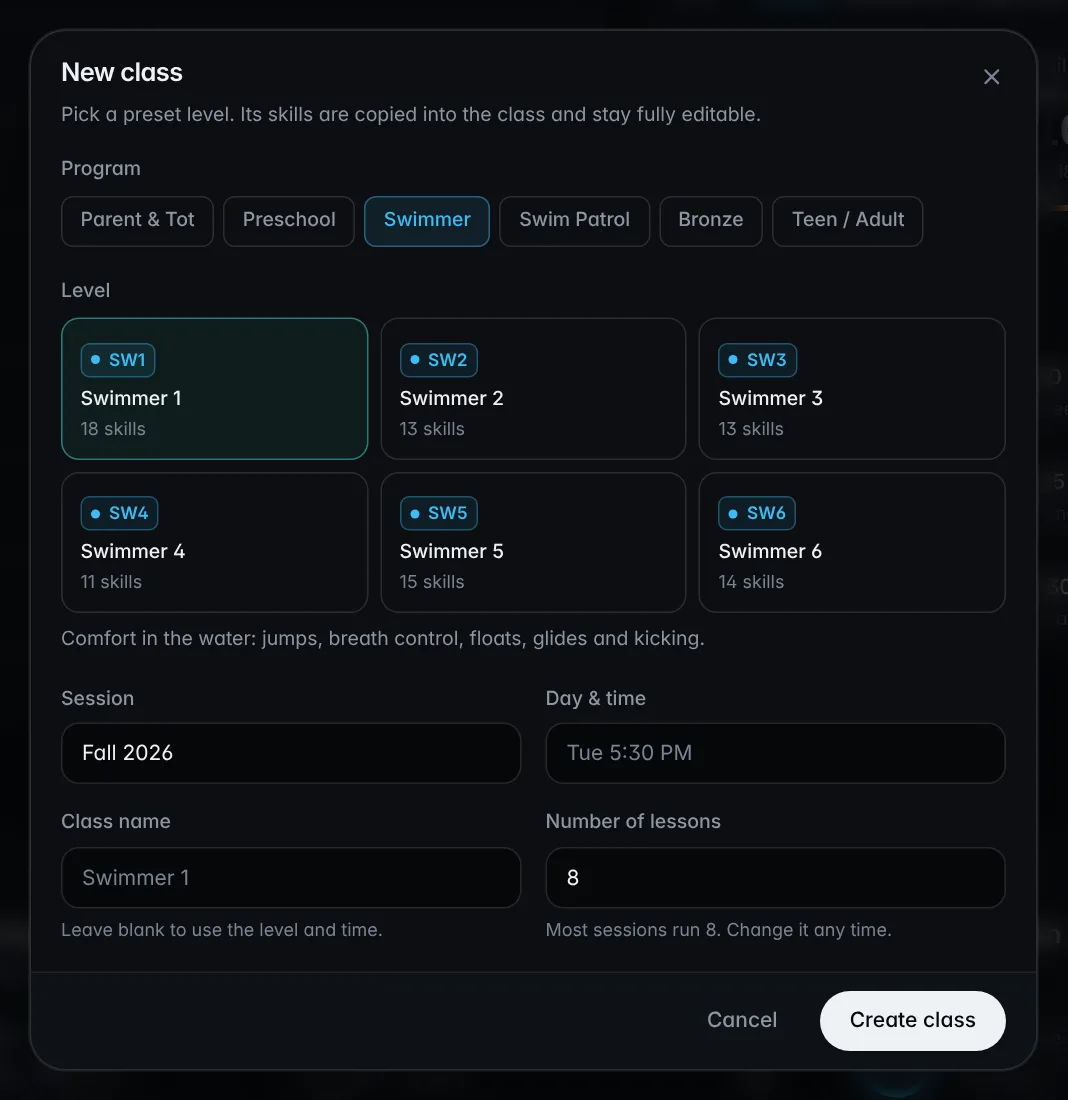 New class
Pick a preset level. Its skills are copied into the class and stay fully editable.
Program
Parent & Tot
Preschool
Swimmer
Swim Patrol
Bronze
Teen / Adult
Level
SW1
Swimmer 1
18 skills
SW2
Swimmer 2
13 skills
SW3
Swimmer 3
13 skills
SW4
Swimmer 4
11 skills
SW5
Swimmer 5
15 skills
SW6
Swimmer 6
14 skills
Comfort in the water: jumps, breath control, floats, glides and kicking.
Session
Fall 2026
Day & time
Tue 5:30 PM
Class name
Swimmer 1
Leave blank to use the level and time.
Number of lessons
8
Most sessions run 8. Change it any time.
Cancel
Create class